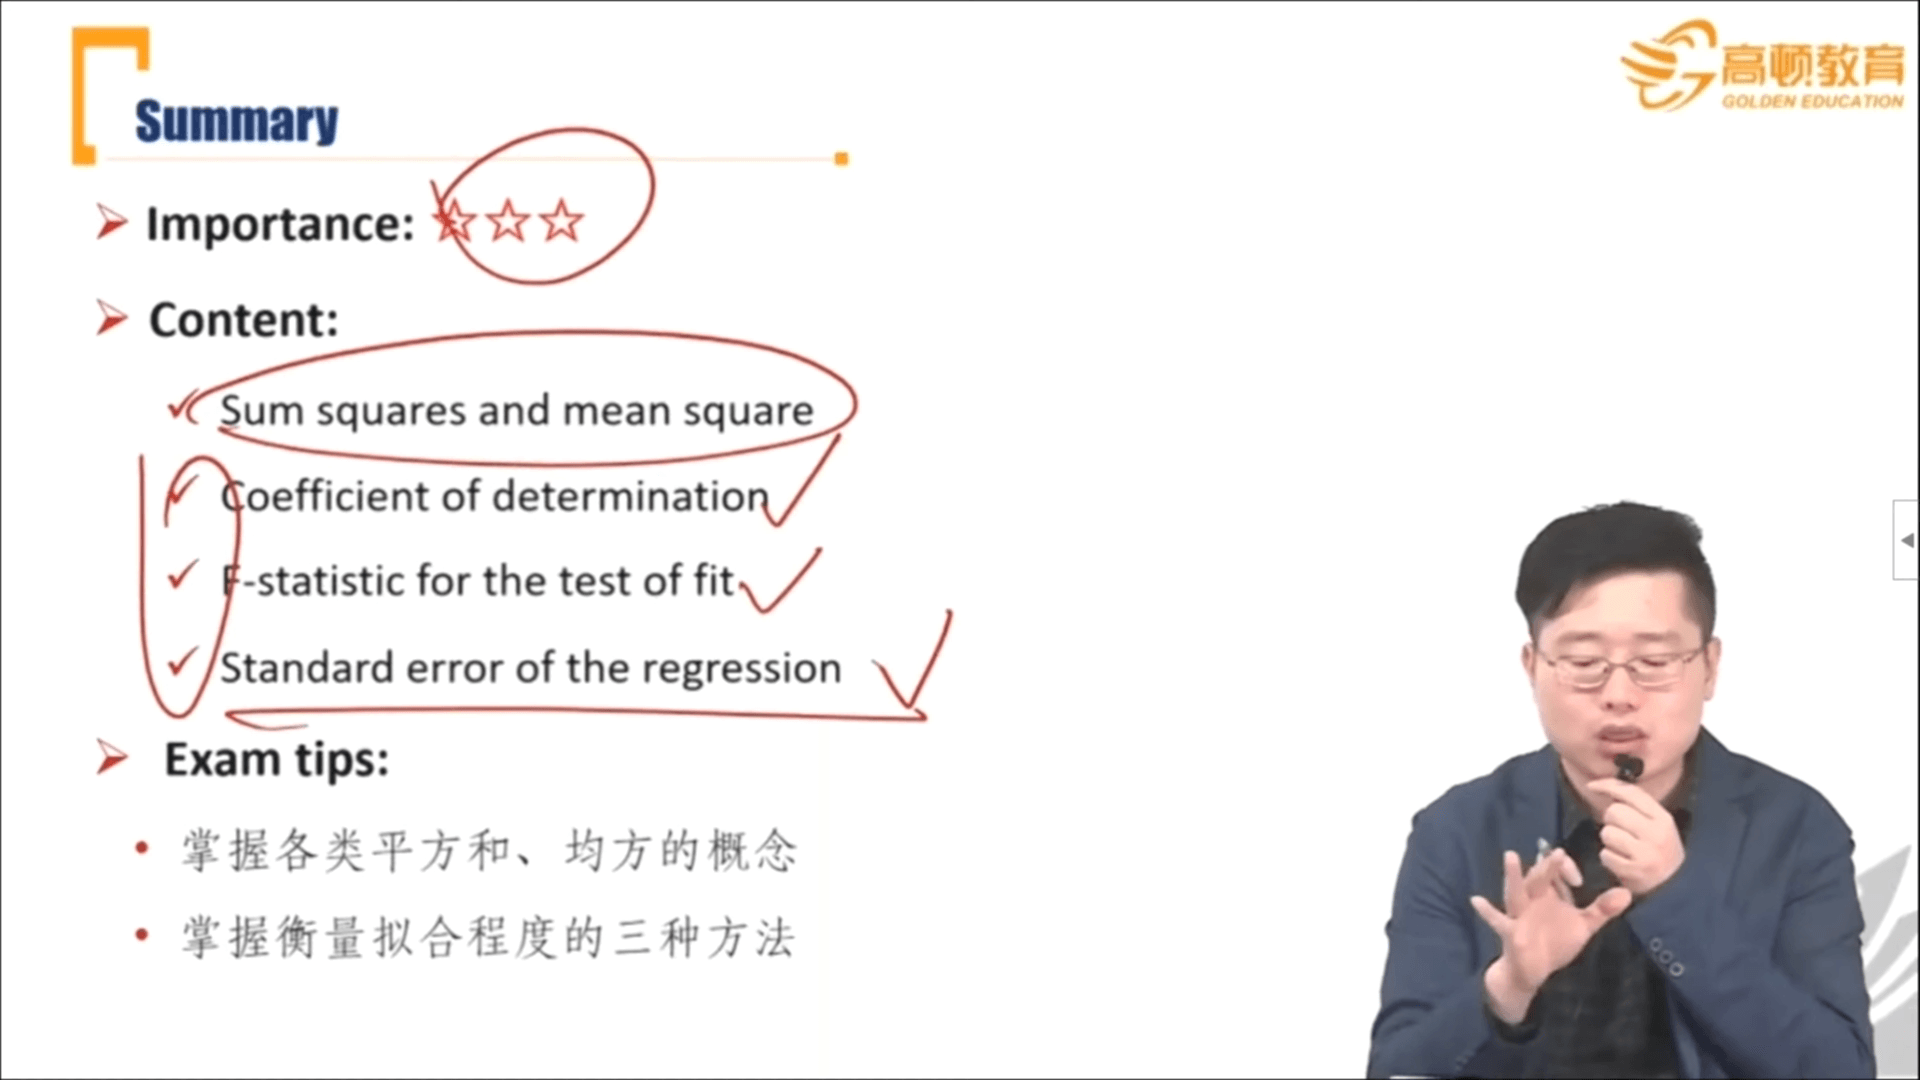 高顿教育
GOLDEN EDUCATION
Summary
Importance: ☆☆☆
Content:
Sum squares and mean square
Coefficient of determination
F-statistic for the test of fit
Standard error of the regression
Exam tips:
掌握各类平方和、均方的概念
掌握衡量拟合程度的三种方法